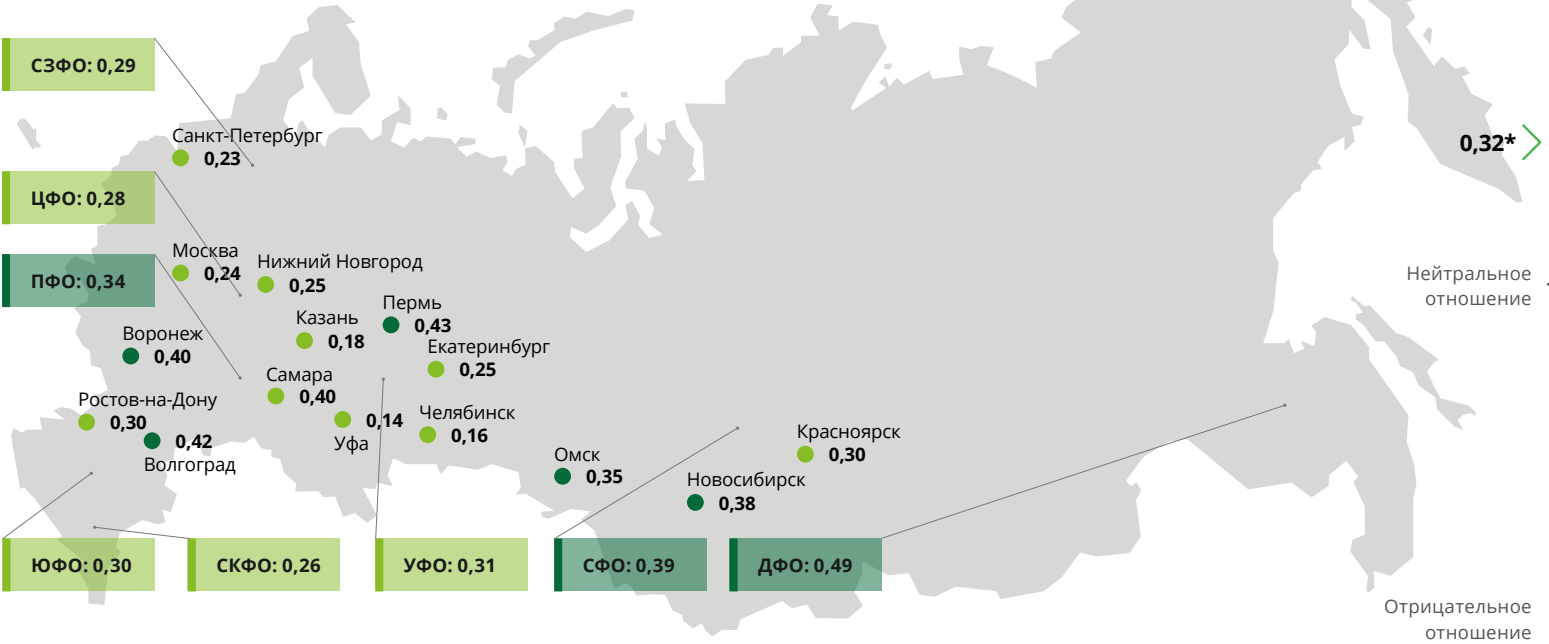 СЗФО: 0,29
Санкт-Петербург
0,23
0,32*
ЦФО: 0,28
Москва
0,24
Нижний Новгород
0,25
ПФО: 0,34
Нейтральное
отношение
Пермь
0,43
Казань
0,18
Воронеж
0,40
Екатеринбург
0,25
Самара
0,40
Ростов-на-Дону
0,30
0,14
Уфа
Челябинск
0,16
0,42
Волгоград
Красноярск
0,30
Омск
0,35
Новосибирск
0,38
ЮФО: 0,30
СКФО: 0,26
УФО: 0,31
СФО: 0,39
ДФО: 0,49
Отрицательное
отношение